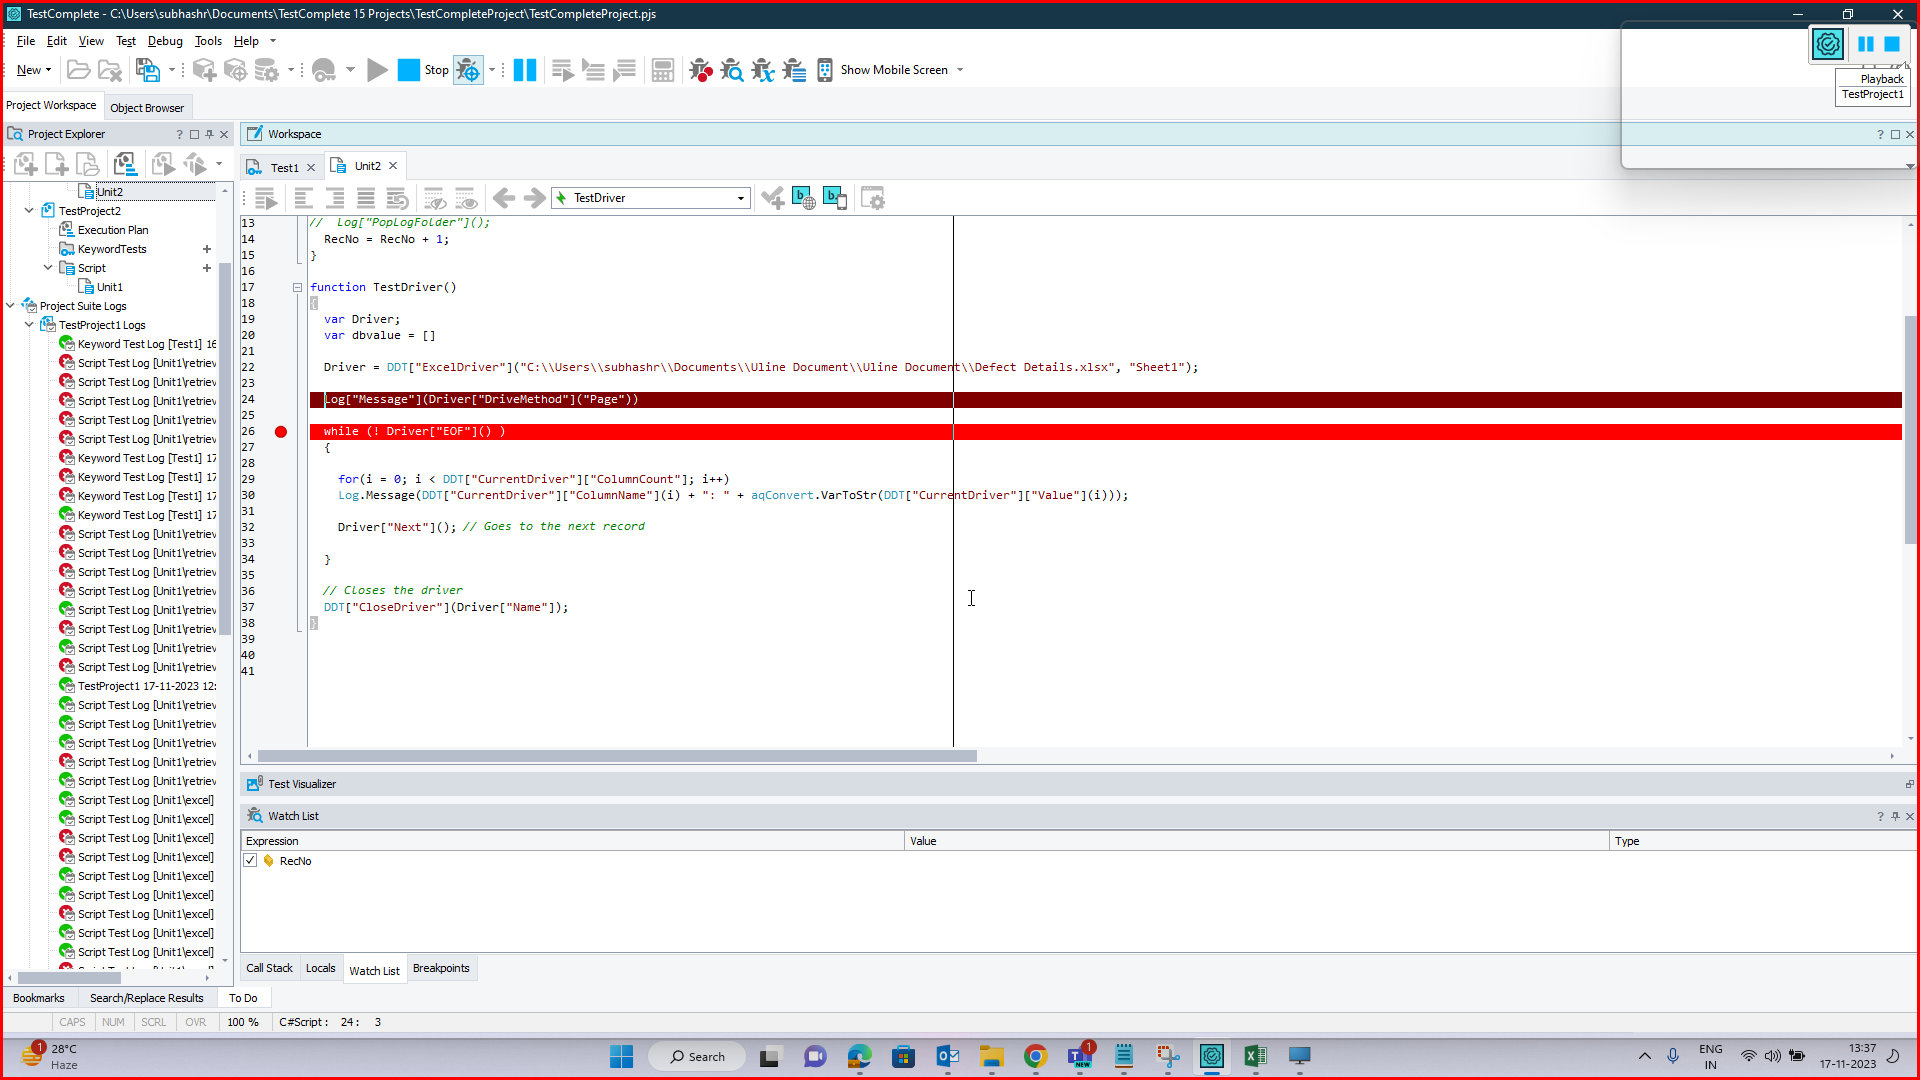 TestComplete - C:\Users\subhashr\Documents\TestComplete 15 Projects\TestCompleteProject\TestCompleteProject.pjs
File Edit View Test Debug Tools Help
New Stop Show Mobile Screen
Playback
TestProject1
Project Workspace Object Browser
Project Explorer
Workspace
Test1 Unit2
TestDriver
Unit2
TestProject2
Execution Plan
KeywordTests
Script
Unit1
Project Suite Logs
TestProject1 Logs
Keyword Test Log [Test1] 16
Script Test Log [Unit1\retriev
Script Test Log [Unit1\retriev
Script Test Log [Unit1\retriev
Script Test Log [Unit1\retriev
Script Test Log [Unit1\retriev
Keyword Test Log [Test1] 17
Keyword Test Log [Test1] 17
Keyword Test Log [Test1] 17
Keyword Test Log [Test1] 17
Script Test Log [Unit1\retriev
Script Test Log [Unit1\retriev
Script Test Log [Unit1\retriev
Script Test Log [Unit1\retriev
Script Test Log [Unit1\retriev
Script Test Log [Unit1\retriev
Script Test Log [Unit1\retriev
Script Test Log [Unit1\retriev
TestProject1 17-11-2023 12:
Script Test Log [Unit1\retriev
Script Test Log [Unit1\retriev
Script Test Log [Unit1\retriev
Script Test Log [Unit1\retriev
Script Test Log [Unit1\retriev
Script Test Log [Unit1\excel]
Script Test Log [Unit1\excel]
Script Test Log [Unit1\excel]
Script Test Log [Unit1\excel]
Script Test Log [Unit1\excel]
Script Test Log [Unit1\excel]
Script Test Log [Unit1\excel]
Script Test Log [Unit1\excel]
Script Test Log [Unit1\excel]
13 // Log["PopLogFolder"]();
14 RecNo = RecNo + 1;
15 }
16
17 function TestDriver()
18 {
19 var Driver;
20 var dbvalue = []
21
22 Driver = DDT["ExcelDriver"]("C:\\Users\\subhashr\\Documents\\Uline Document\\Uline Document\\Defect Details.xlsx", "Sheet1");
23
24 Log["Message"](Driver["DriveMethod"]("Page"))
25
26 while (! Driver["EOF"]() )
27 {
28
29 for(i = 0; i < DDT["CurrentDriver"]["ColumnCount"]; i++)
30 Log.Message(DDT["CurrentDriver"]["ColumnName"](i) + ": " + aqConvert.VarToStr(DDT["CurrentDriver"]["Value"](i)));
31
32 Driver["Next"](); // Goes to the next record
33
34 }
35
36 // Closes the driver
37 DDT["CloseDriver"](Driver["Name"]);
38 }
39
40
41
Test Visualizer
Watch List
Expression Value Type
RecNo
Call Stack Locals Watch List Breakpoints
Bookmarks Search/Replace Results To Do
CAPS NUM SCRL OVR 100 % C#Script : 24 : 3
1 28°C
Haze
Search
1
NEW
ENG
IN
13:37
17-11-2023